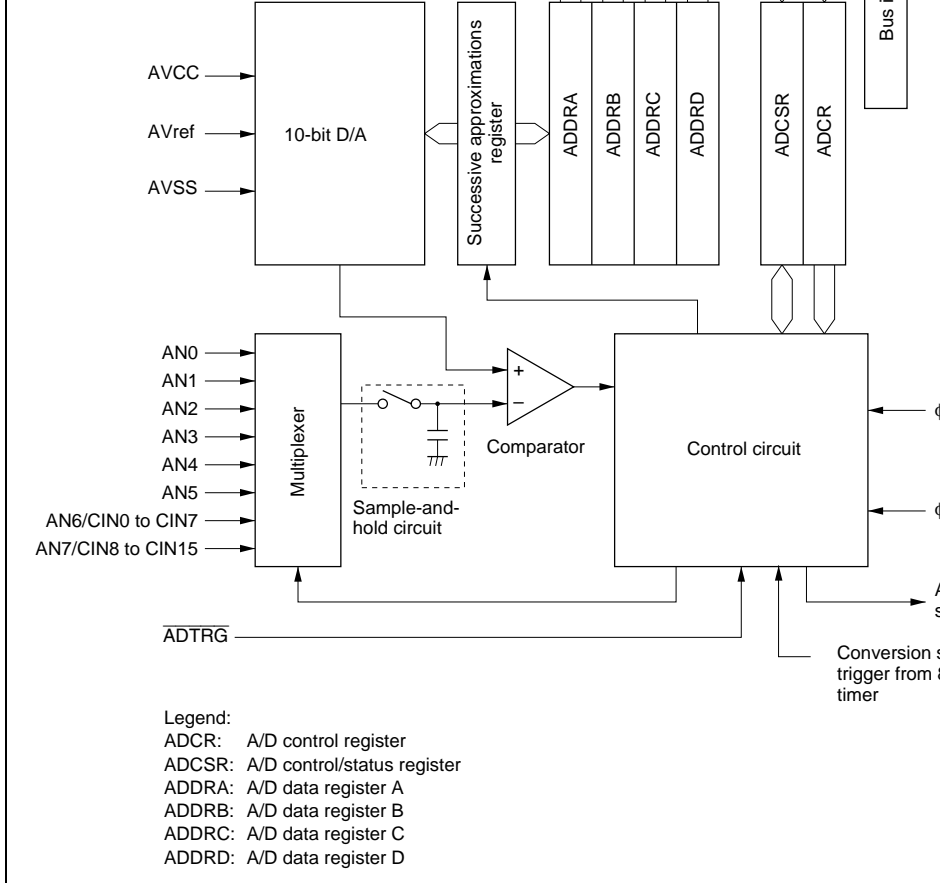 AVCC
AVref
AVSS
10-bit D/A
Successive approximations
register
ADDRA
ADDRB
ADDRC
ADDRD
ADCSR
ADCR
Bus
AN0
AN1
AN2
AN3
AN4
AN5
AN6/CIN0 to CIN7
AN7/CIN8 to CIN15
Multiplexer
Sample-and-
hold circuit
+
−
Comparator
Control circuit
ADTRG
Conversion
trigger from
timer
Legend:
ADCR: A/D control register
ADCSR: A/D control/status register
ADDRA: A/D data register A
ADDRB: A/D data register B
ADDRC: A/D data register C
ADDRD: A/D data register D